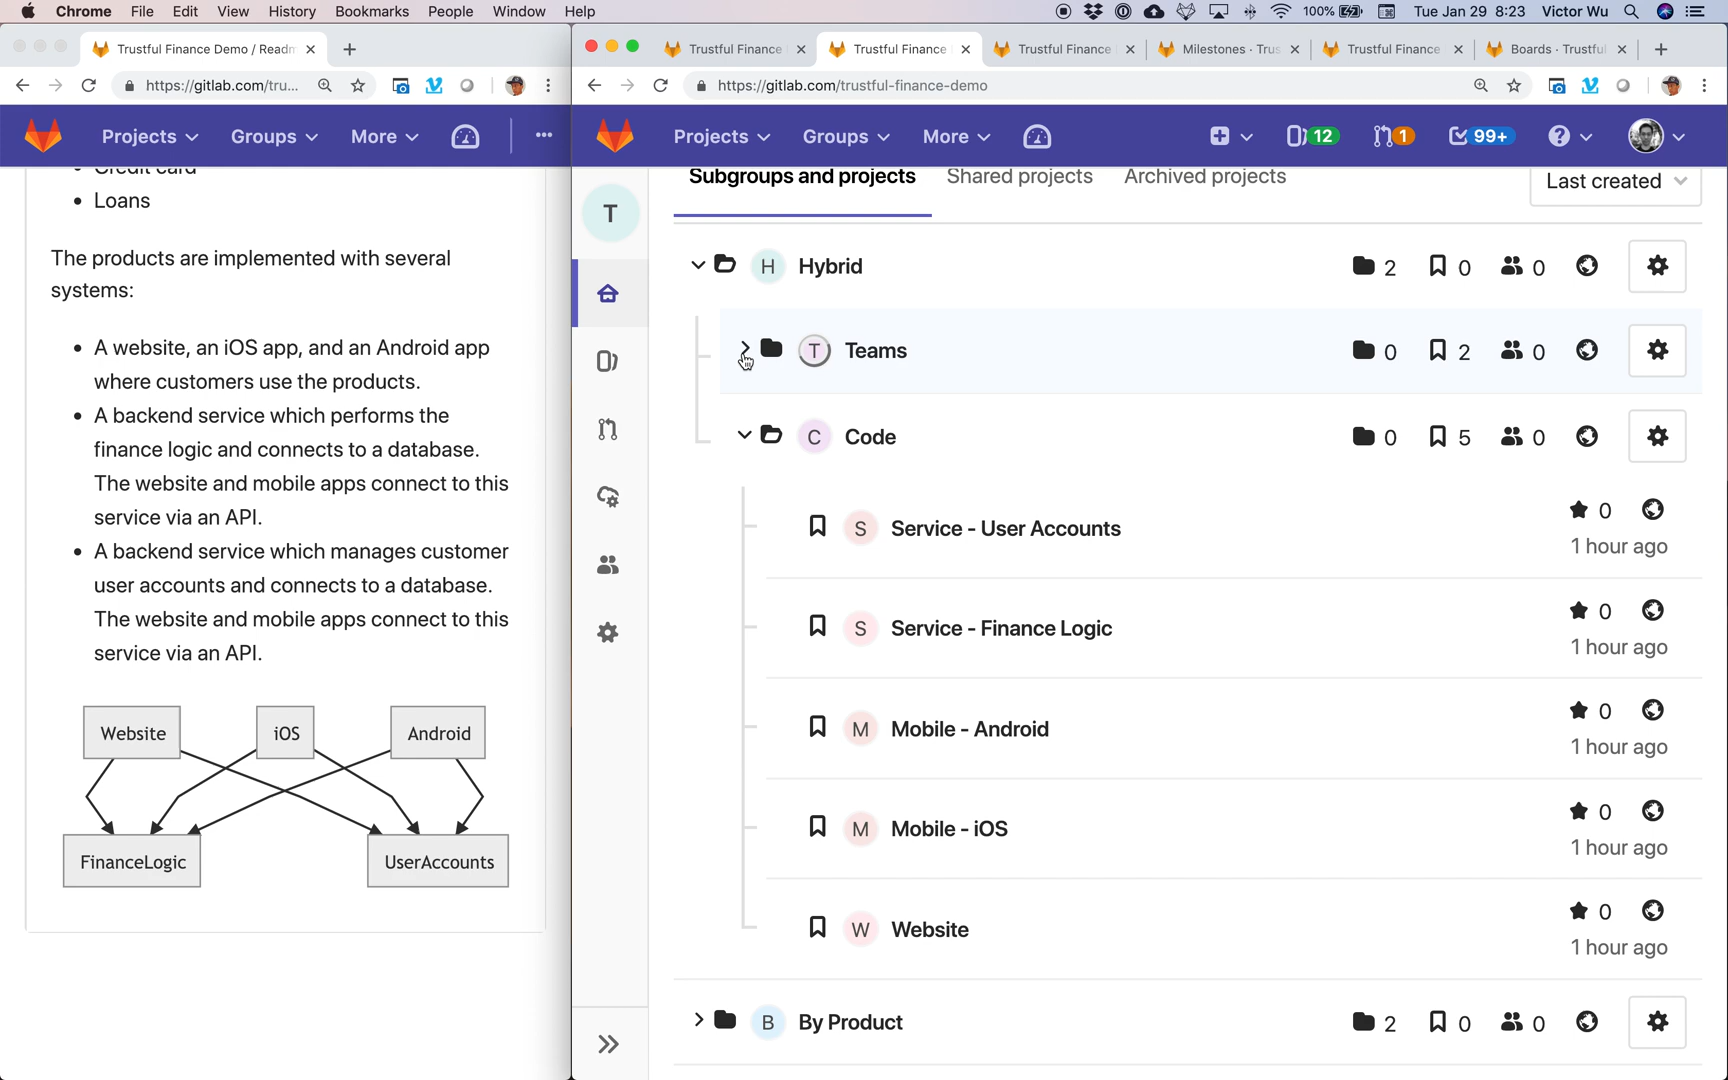 Chrome File Edit View History Bookmarks People Window Help 100% Tue Jan 29 8:23 Victor Wu
Trustful Finance Demo / Readm
https://gitlab.com/tru...
Projects Groups More
Credit card
Loans
The products are implemented with several
systems:
A website, an iOS app, and an Android app
where customers use the products.
A backend service which performs the
finance logic and connects to a database.
The website and mobile apps connect to this
service via an API.
A backend service which manages customer
user accounts and connects to a database.
The website and mobile apps connect to this
service via an API.
Website iOS Android
FinanceLogic UserAccounts
Trustful Finance Trustful Finance Trustful Finance Milestones · Trus Trustful Finance Boards · Trustful
https://gitlab.com/trustful-finance-demo
Projects Groups More 12 1 99+
T
Subgroups and projects Shared projects Archived projects Last created
H Hybrid 2 0 0
T Teams 0 2 0
C Code 0 5 0
S Service - User Accounts 0
1 hour ago
S Service - Finance Logic 0
1 hour ago
M Mobile - Android 0
1 hour ago
M Mobile - iOS 0
1 hour ago
W Website 0
1 hour ago
B By Product 2 0 0